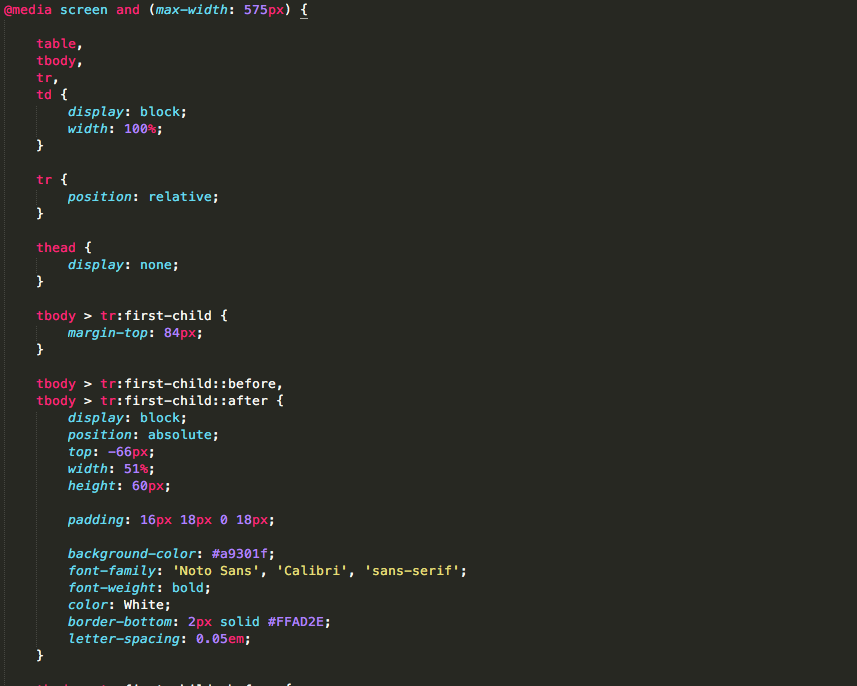 @media screen and (max-width: 575px) {
table,
tbody,
tr,
td {
display: block;
width: 100%;
}
tr {
position: relative;
}
thead {
display: none;
}
tbody > tr:first-child {
margin-top: 84px;
}
tbody > tr:first-child::before,
tbody > tr:first-child::after {
display: block;
position: absolute;
top: -66px;
width: 51%;
height: 60px;
padding: 16px 18px 0 18px;
background-color: #a9301f;
font-family: 'Noto Sans', 'Calibri', 'sans-serif';
font-weight: bold;
color: White;
border-bottom: 2px solid #FFAD2E;
letter-spacing: 0.05em;
}